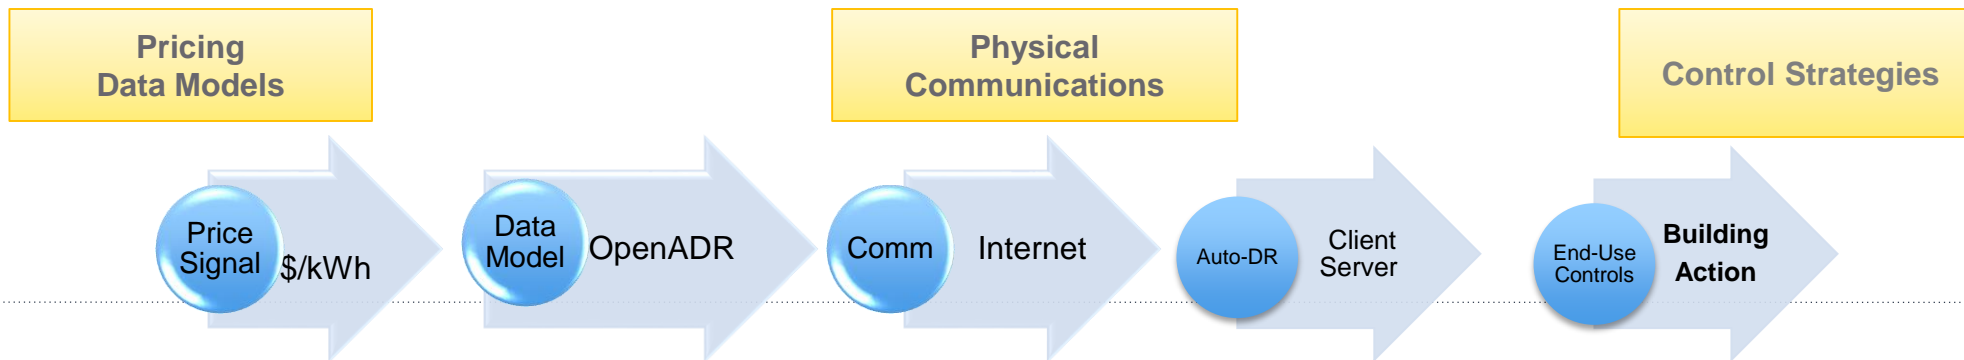 Pricing
Data Models
Physical
Communications
Control Strategies
Price
Signal
$/kWh
Data
Model
OpenADR
Comm
Internet
Auto-DR
Client
Server
End-Use
Controls
Building
Action